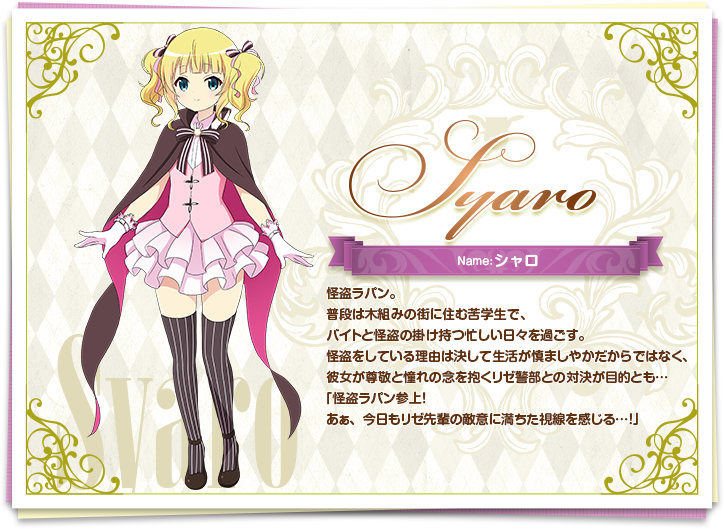 Syaro
Name:シャロ
怪盗ラパン。
普段は木組みの街に住む苦学生で、
バイトと怪盗の掛け持つ忙しい日々を過ごす。
怪盗をしている理由は決して生活が慎ましやかだからではなく、
彼女が尊敬と憧れの念を抱くリゼ警部との対決が目的とも…
「怪盗ラパン参上!
あぁ、今日もリゼ先輩の敵意に満ちた視線を感じる…!」
Syaro